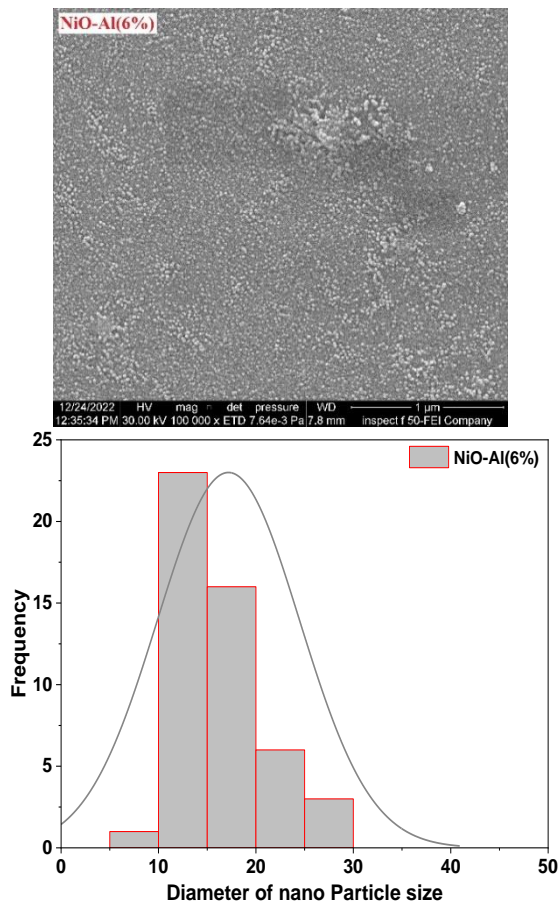 NiO-Al(6%)
12/24/2022 HV mag □ det pressure WD 1 µm
12:35:34 PM 30.00 kV 100 000 x ETD 7.64e-3 Pa 7.8 mm inspect f 50-FEI Company
25
20
15
10
5
0
Frequency
NiO-Al(6%)
0 10 20 30 40 50
Diameter of nano Particle size